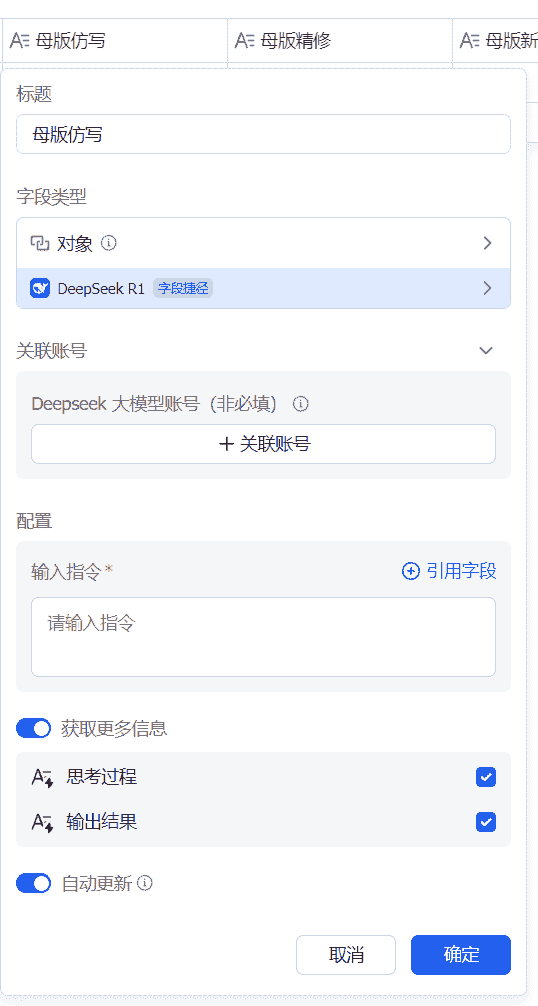 母版仿写 母版精修 母版新
标题
母版仿写
字段类型
对象
DeepSeek R1 字段捷径
关联账号
Deepseek 大模型账号（非必填）
+ 关联账号
配置
输入指令* 引用字段
请输入指令
获取更多信息
思考过程
输出结果
自动更新
取消 确定